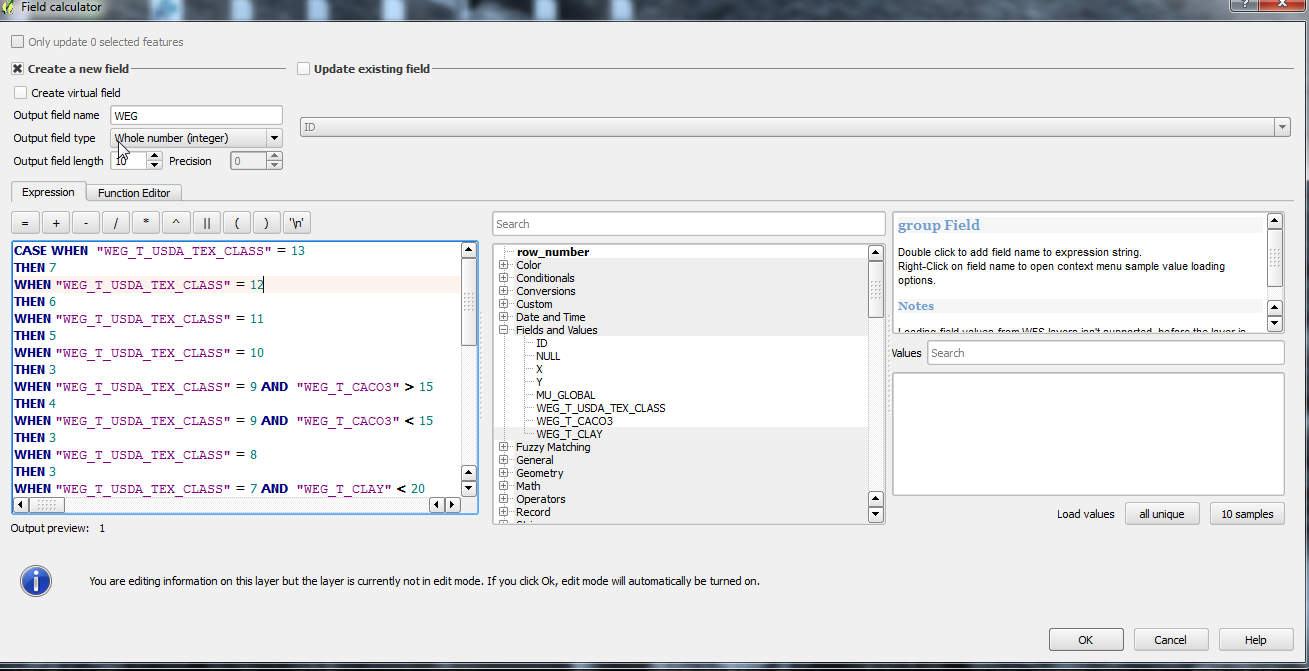 Field calculator
? X
Only update 0 selected features
Create a new field
Update existing field
Create virtual field
Output field name WEG
ID
Output field type Whole number (integer)
Output field length 10 Precision 0
Expression Function Editor
= + - / * ^ || ( ) '\n'
CASE WHEN "WEG_T_USDA_TEX_CLASS" = 13
THEN 7
WHEN "WEG_T_USDA_TEX_CLASS" = 12
THEN 6
WHEN "WEG_T_USDA_TEX_CLASS" = 11
THEN 5
WHEN "WEG_T_USDA_TEX_CLASS" = 10
THEN 3
WHEN "WEG_T_USDA_TEX_CLASS" = 9 AND "WEG_T_CACO3" > 15
THEN 4
WHEN "WEG_T_USDA_TEX_CLASS" = 9 AND "WEG_T_CACO3" < 15
THEN 3
WHEN "WEG_T_USDA_TEX_CLASS" = 8
THEN 3
WHEN "WEG_T_USDA_TEX_CLASS" = 7 AND "WEG_T_CLAY" < 20
Output preview: 1
Search
row_number
Color
Conditionals
Conversions
Custom
Date and Time
Fields and Values
ID
NULL
X
Y
MU_GLOBAL
WEG_T_USDA_TEX_CLASS
WEG_T_CACO3
WEG_T_CLAY
Fuzzy Matching
General
Geometry
Math
Operators
Record
group Field
Double click to add field name to expression string.
Right-Click on field name to open context menu sample value loading
options.
Notes
Loading field values from WFS layers isn't supported, before the layer is
Values Search
Load values all unique 10 samples
You are editing information on this layer but the layer is currently not in edit mode. If you click Ok, edit mode will automatically be turned on.
OK Cancel Help